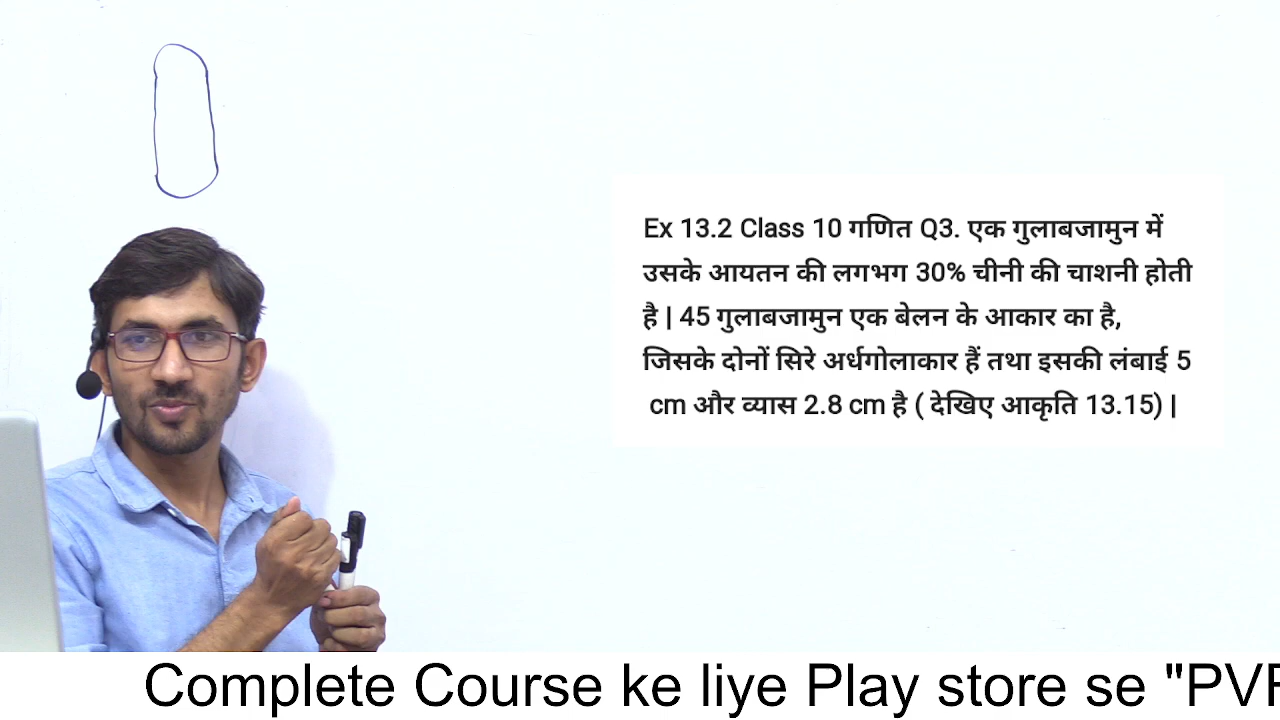 Ex 13.2 Class 10 गणित Q3. एक गुलाबजामुन में
उसके आयतन की लगभग 30% चीनी की चाशनी होती
है | 45 गुलाबजामुन एक बेलन के आकार का है,
जिसके दोनों सिरे अर्धगोलाकार हैं तथा इसकी लंबाई 5
cm और व्यास 2.8 cm है ( देखिए आकृति 13.15) |
Complete Course ke liye Play store se "PVP